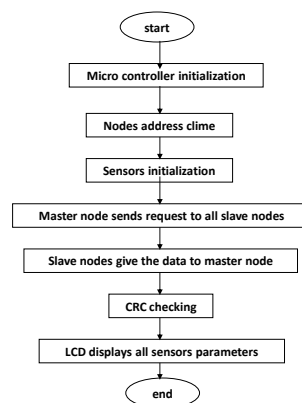 start
Micro controller initialization
Nodes address clime
Sensors initialization
Master node sends request to all slave nodes
Slave nodes give the data to master node
CRC checking
LCD displays all sensors parameters
end